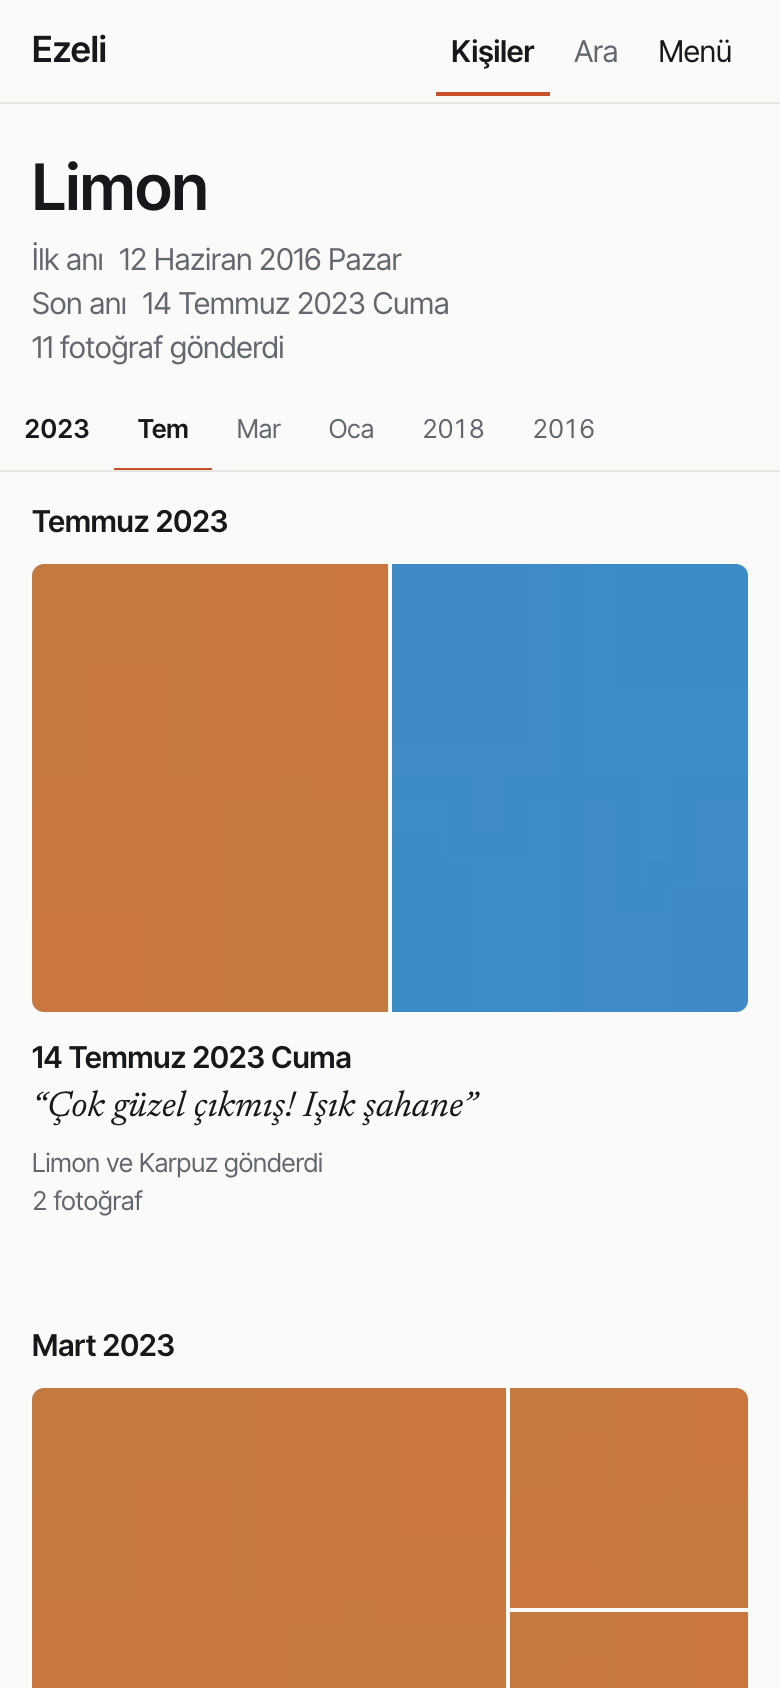 Ezeli
Kişiler Ara Menü
Limon
İlk anı 12 Haziran 2016 Pazar
Son anı 14 Temmuz 2023 Cuma
11 fotoğraf gönderdi
2023 Tem Mar Oca 2018 2016
Temmuz 2023
14 Temmuz 2023 Cuma
“Çok güzel çıkmış! Işık şahane”
Limon ve Karpuz gönderdi
2 fotoğraf
Mart 2023